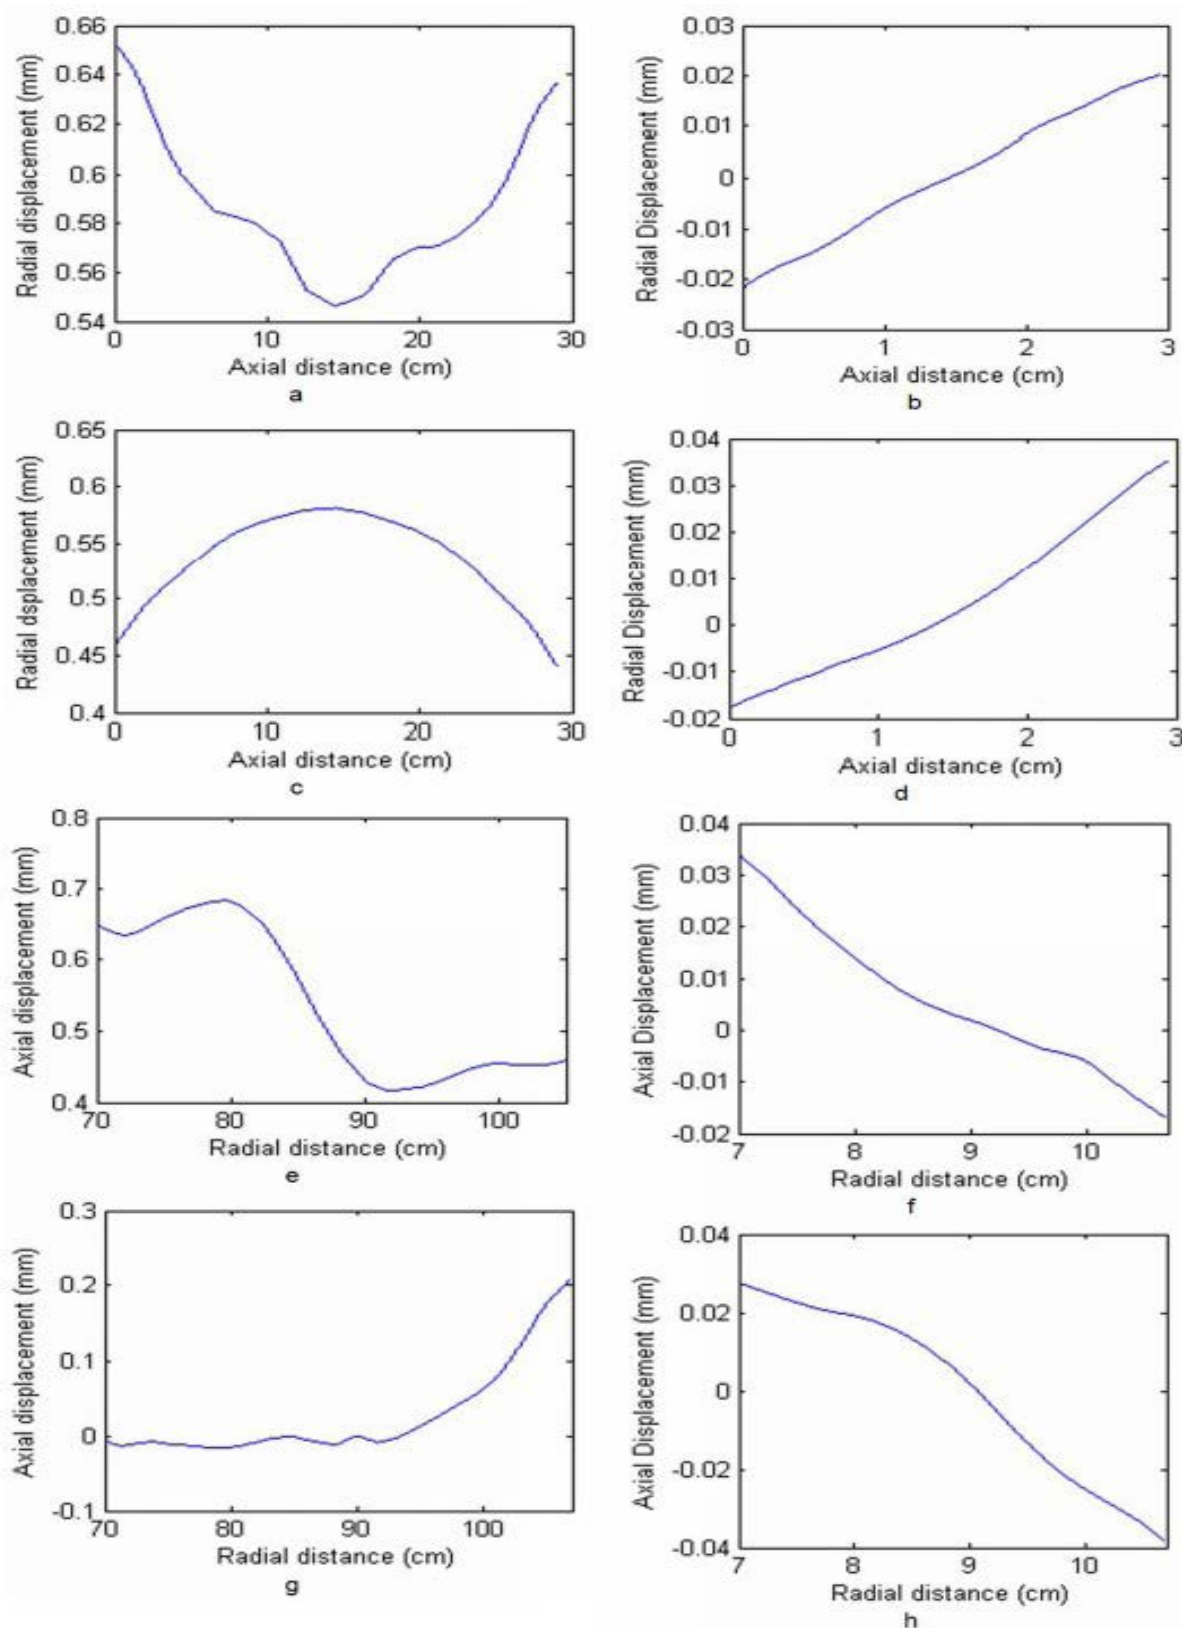 0.66
0.64
0.62
0.6
0.58
0.56
0.54
Radial displacement (mm)
0 10 20 30
Axial distance (cm)
a
0.03
0.02
0.01
0
-0.01
-0.02
-0.03
Radial Displacement (mm)
0 1 2 3
Axial distance (cm)
b
0.65
0.6
0.55
0.5
0.45
0.4
Radial dsplacement (mm)
0 10 20 30
Axial distance (cm)
c
0.04
0.03
0.02
0.01
0
-0.01
-0.02
Radial Displacement (mm)
0 1 2 3
Axial distance (cm)
d
0.8
0.7
0.6
0.5
0.4
Axial displacement (mm)
70 80 90 100
Radial distance (cm)
e
0.04
0.03
0.02
0.01
0
-0.01
-0.02
Axial Displacement (mm)
7 8 9 10
Radial distance (cm)
f
0.3
0.2
0.1
0
-0.1
Axial displacement (mm)
70 80 90 100
Radial distance (cm)
g
0.04
0.02
0
-0.02
-0.04
Axial Displacement (mm)
7 8 9 10
Radial distance (cm)
h